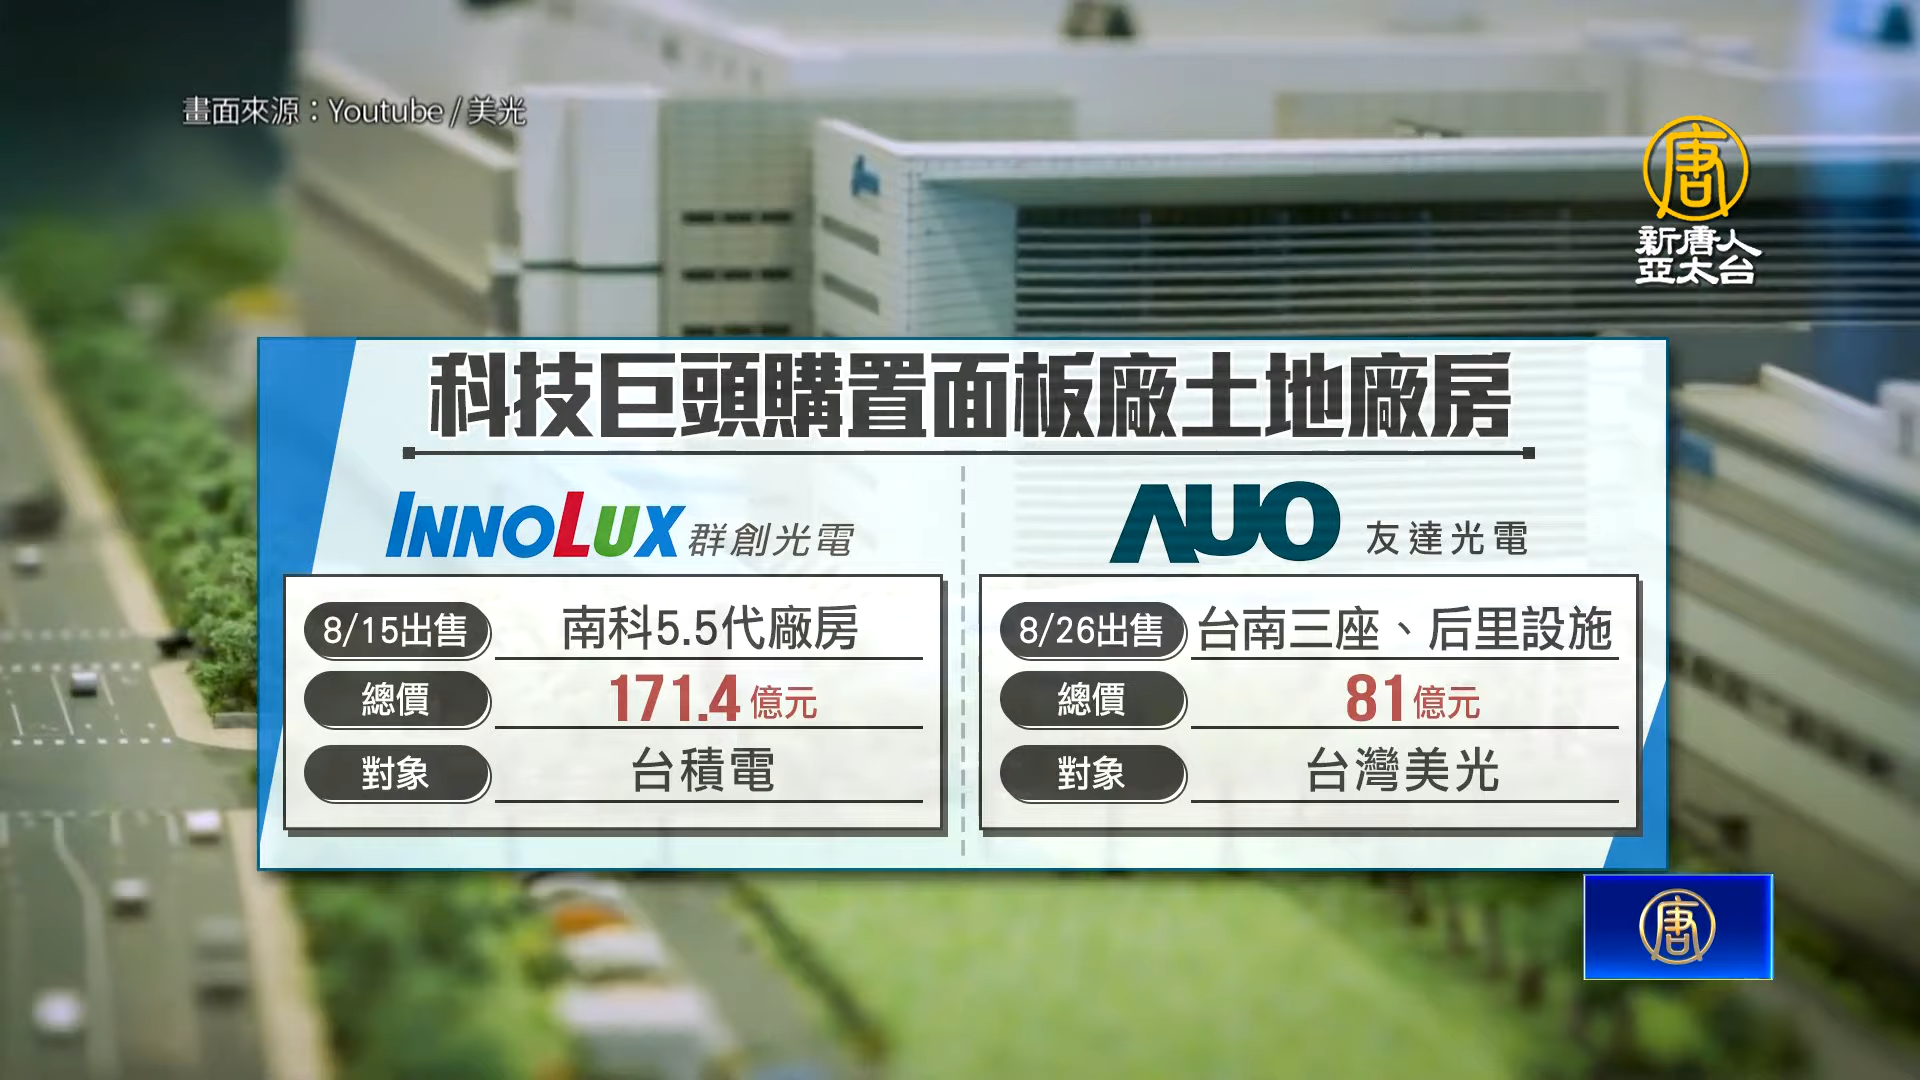 畫面來源：Youtube / 美光
唐
新唐人
亞太台
科技巨頭購置面板廠土地廠房
INNOLUX 群創光電
8/15出售 南科5.5代廠房
總價 171.4 億元
對象 台積電
AUO 友達光電
8/26出售 台南三座、后里設施
總價 81億元
對象 台灣美光
唐